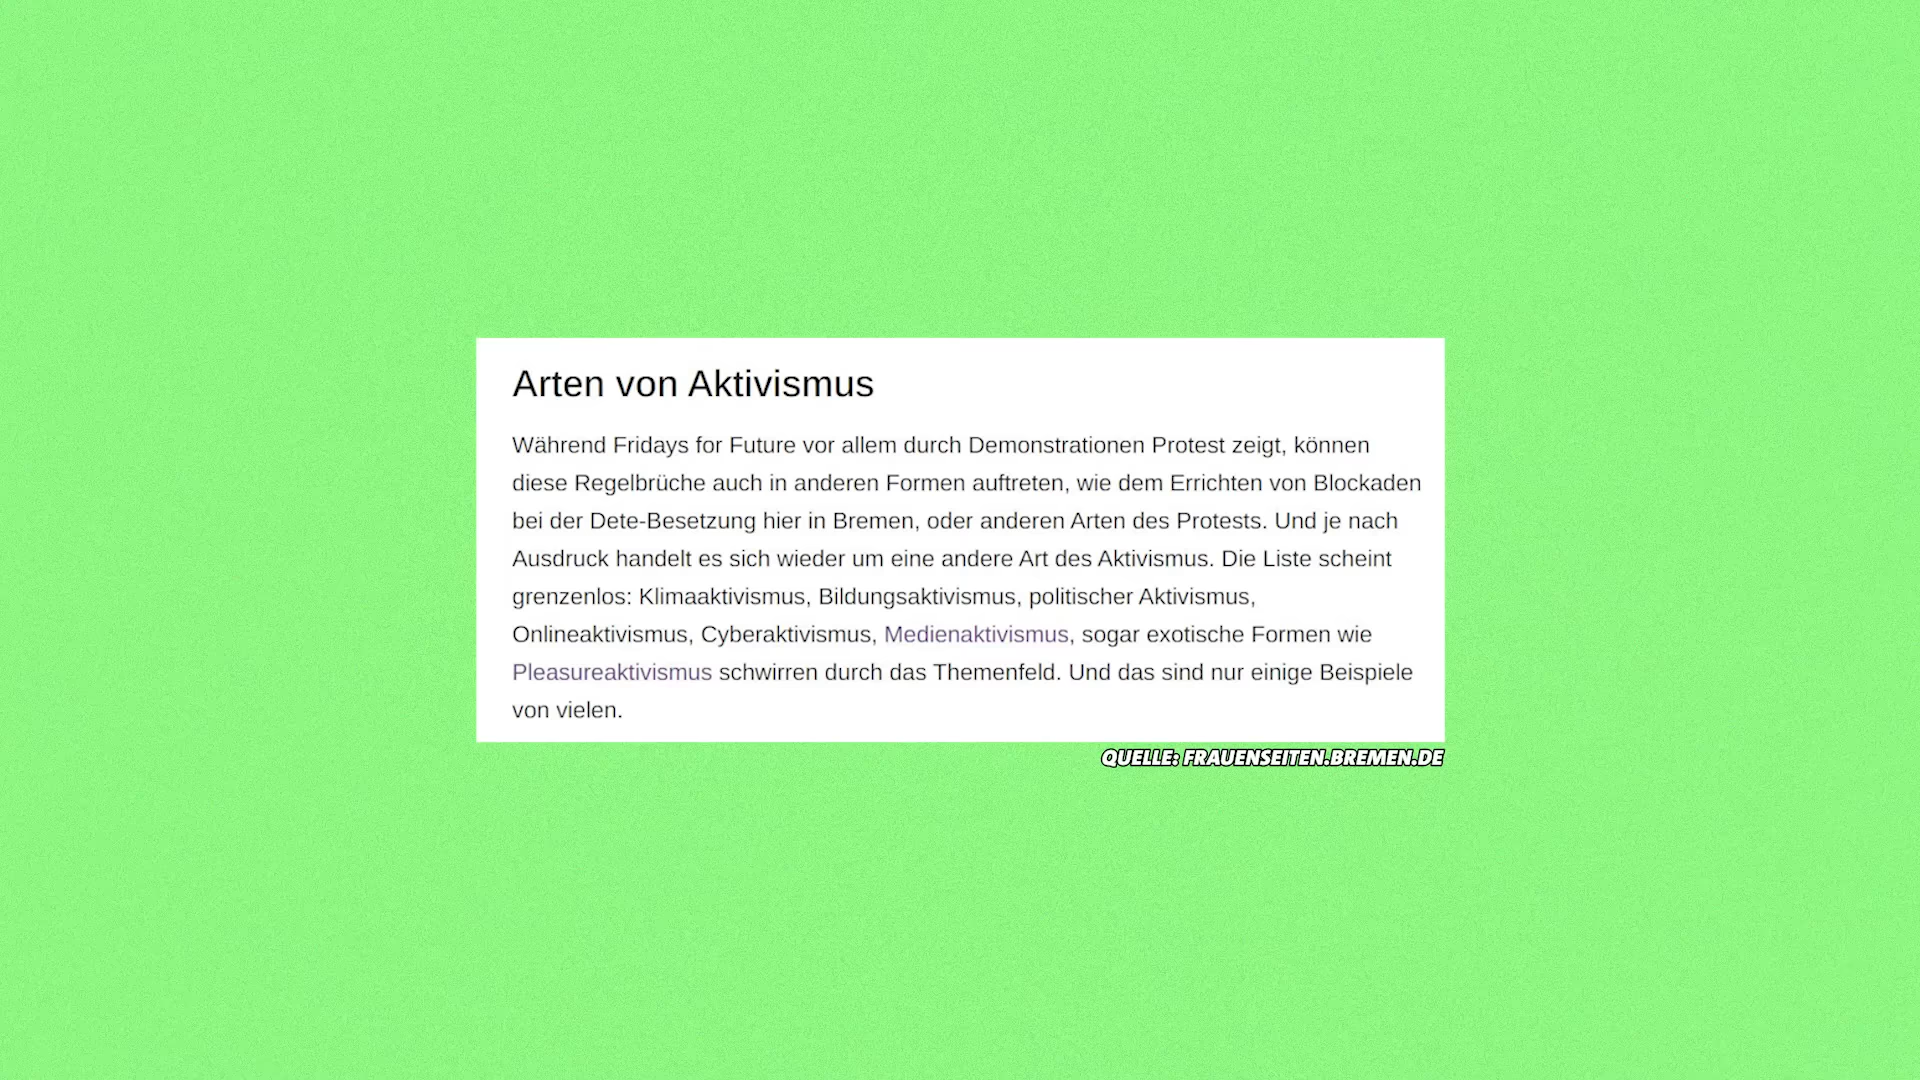 Arten von Aktivismus
Während Fridays for Future vor allem durch Demonstrationen Protest zeigt, können
diese Regelbrüche auch in anderen Formen auftreten, wie dem Errichten von Blockaden
bei der Dete-Besetzung hier in Bremen, oder anderen Arten des Protests. Und je nach
Ausdruck handelt es sich wieder um eine andere Art des Aktivismus. Die Liste scheint
grenzenlos: Klimaaktivismus, Bildungsaktivismus, politischer Aktivismus,
Onlineaktivismus, Cyberaktivismus, Medienaktivismus, sogar exotische Formen wie
Pleasureaktivismus schwirren durch das Themenfeld. Und das sind nur einige Beispiele
von vielen.
QUELLE: FRAUENSEITEN.BREMEN.DE